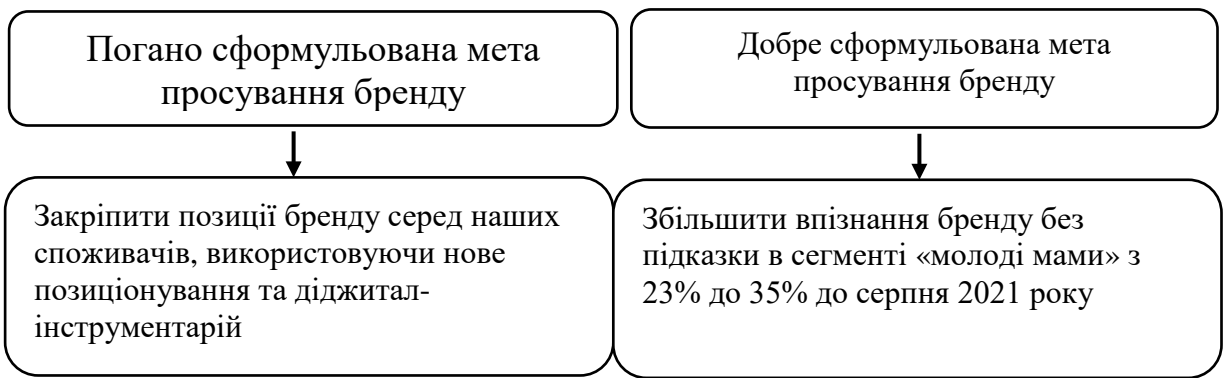 Погано сформульована мета
просування бренду
Добре сформульована мета
просування бренду
Закріпити позиції бренду серед наших
споживачів, використовуючи нове
позиціонування та діджитал-
інструментарій
Збільшити впізнання бренду без
підказки в сегменті «молоді мами» з
23% до 35% до серпня 2021 року